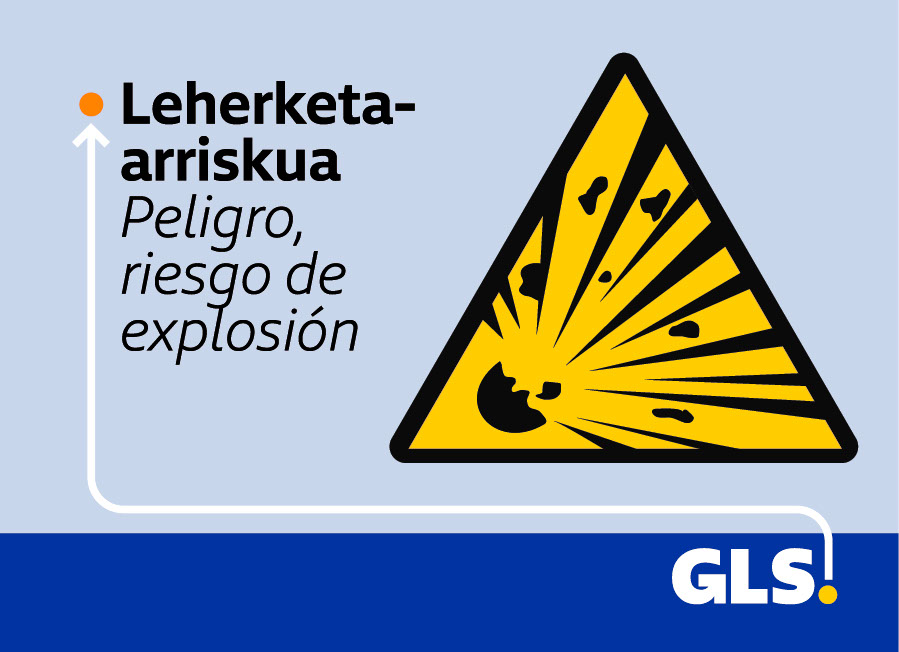 Leherketa-
arriskua
Peligro,
riesgo de
explosión
GLS.